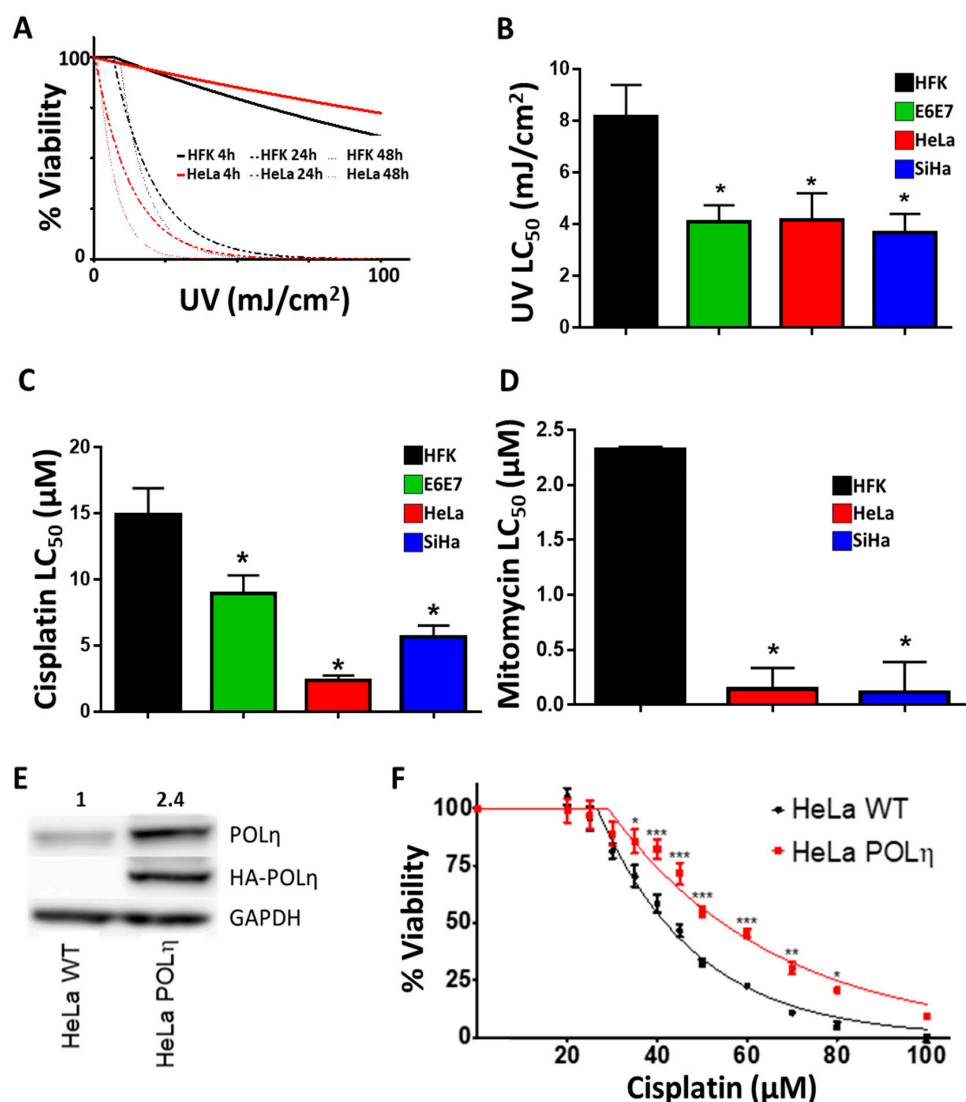 A
% Viability
100
0
HFK 4h HFK 24h HFK 48h
HeLa 4h HeLa 24h HeLa 48h
0 100
UV (mJ/cm²)
B
UV LC₅₀ (mJ/cm²)
10
8
6
4
2
0
HFK
E6E7
HeLa
SiHa
* * *
C
Cisplatin LC₅₀ (μM)
20
15
10
5
0
HFK
E6E7
HeLa
SiHa
* * *
D
Mitomycin LC₅₀ (μM)
2.5
2.0
1.5
1.0
0.5
0.0
HFK
HeLa
SiHa
* *
E
1 2.4
POLη
HA-POLη
GAPDH
HeLa WT
HeLa POLη
F
% Viability
100
75
50
25
0
HeLa WT
HeLa POLη
* *** *** *** *** ** *
20 40 60 80 100
Cisplatin (μM)